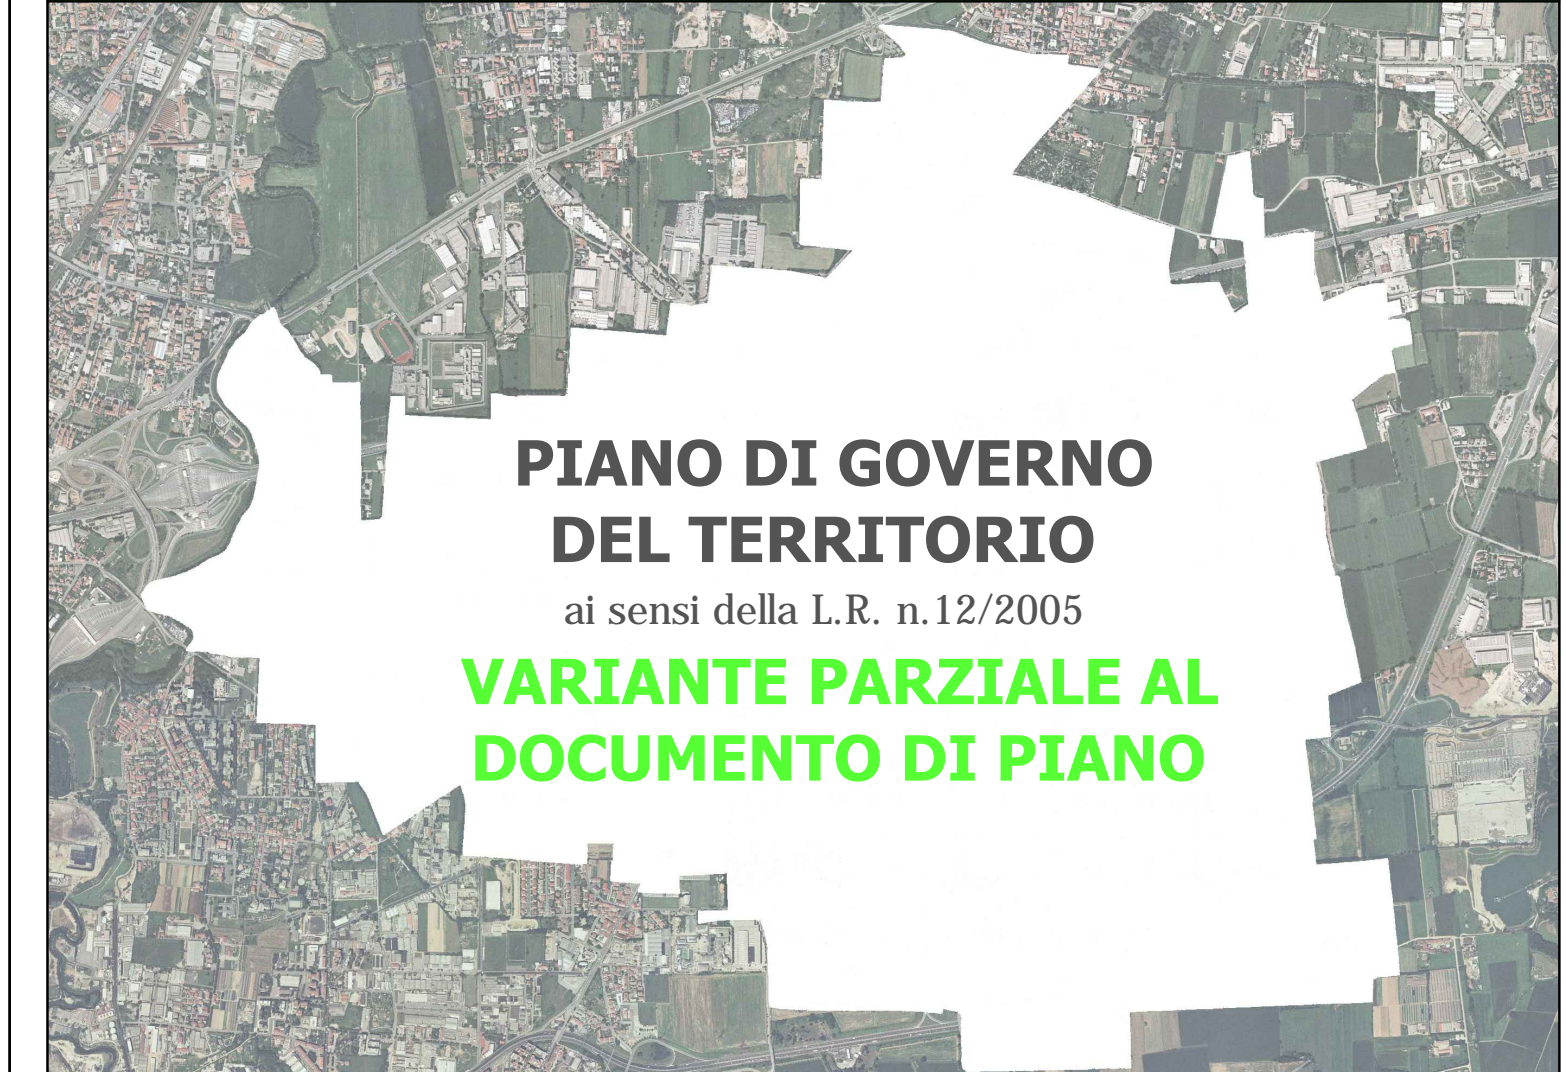 PIANO DI GOVERNO
DEL TERRITORIO
ai sensi della L.R. n.12/2005
VARIANTE PARZIALE AL
DOCUMENTO DI PIANO